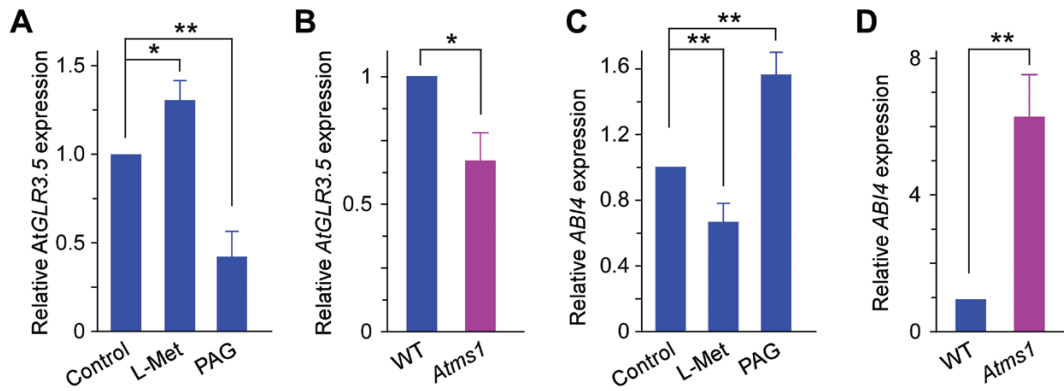 A
Relative AtGLR3.5 expression
1.5
1.0
0.5
0
**
*
Control
L-Met
PAG
B
Relative AtGLR3.5 expression
1
0.5
0
*
WT
Atms1
C
Relative ABI4 expression
1.6
1.2
0.8
0.4
0
**
**
Control
L-Met
PAG
D
Relative ABI4 expression
8
4
0
**
WT
Atms1